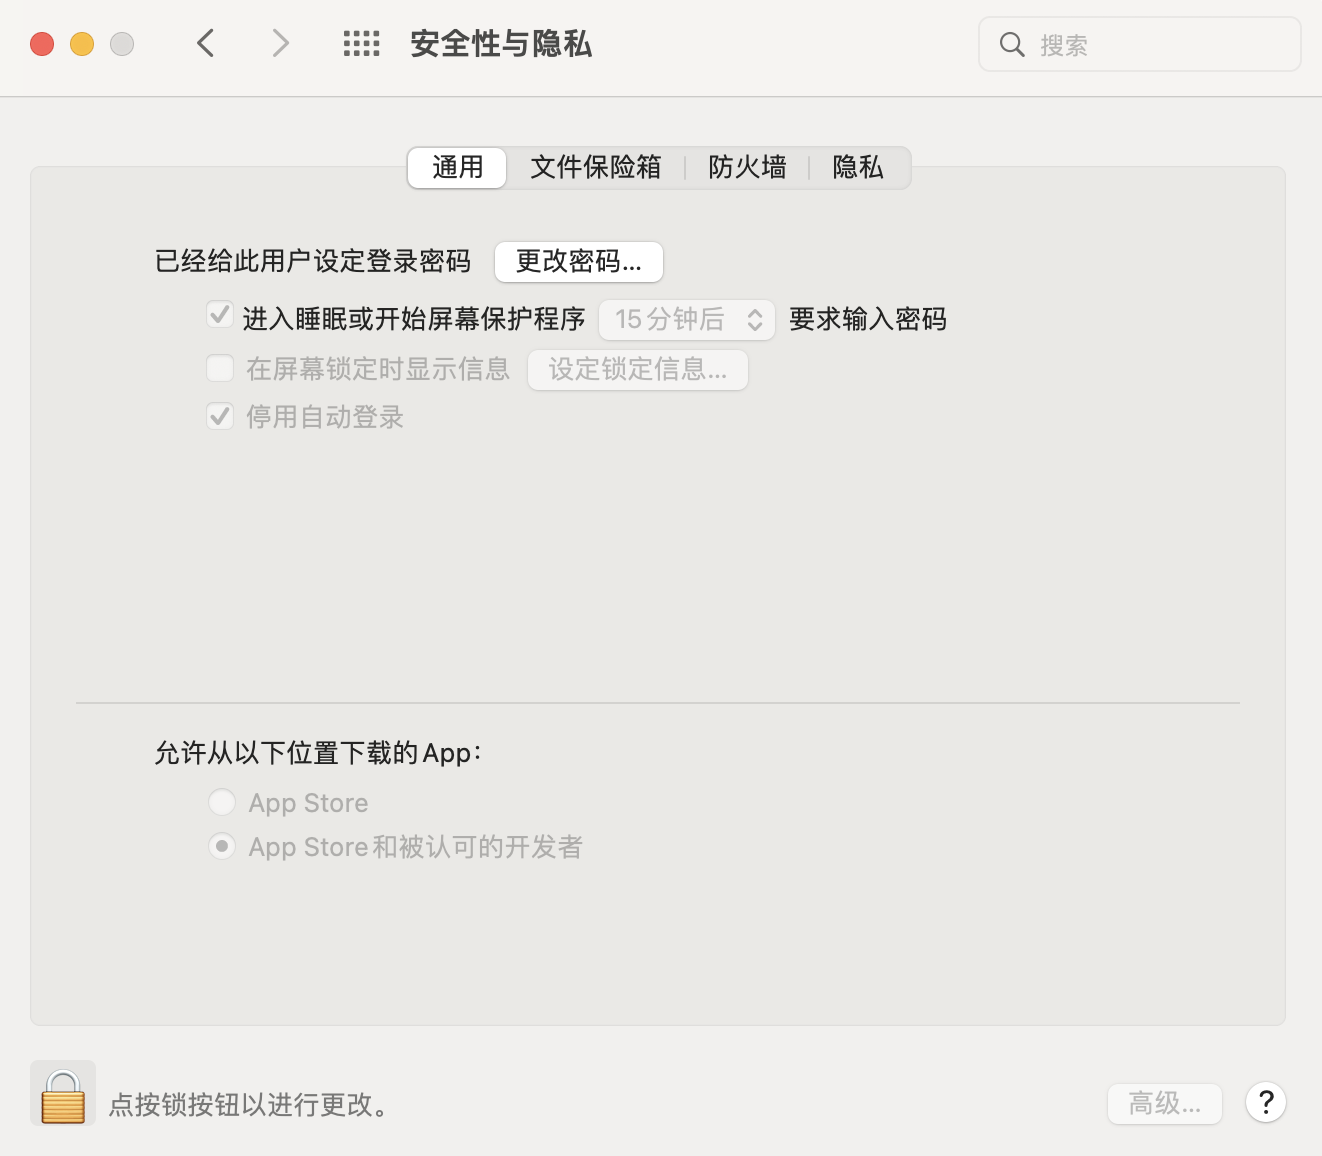 安全性与隐私
搜索
通用 文件保险箱 防火墙 隐私
已经给此用户设定登录密码 更改密码...
进入睡眠或开始屏幕保护程序 15分钟后 要求输入密码
在屏幕锁定时显示信息 设定锁定信息...
停用自动登录
允许从以下位置下载的App：
App Store
App Store和被认可的开发者
点按锁按钮以进行更改。
高级... ?